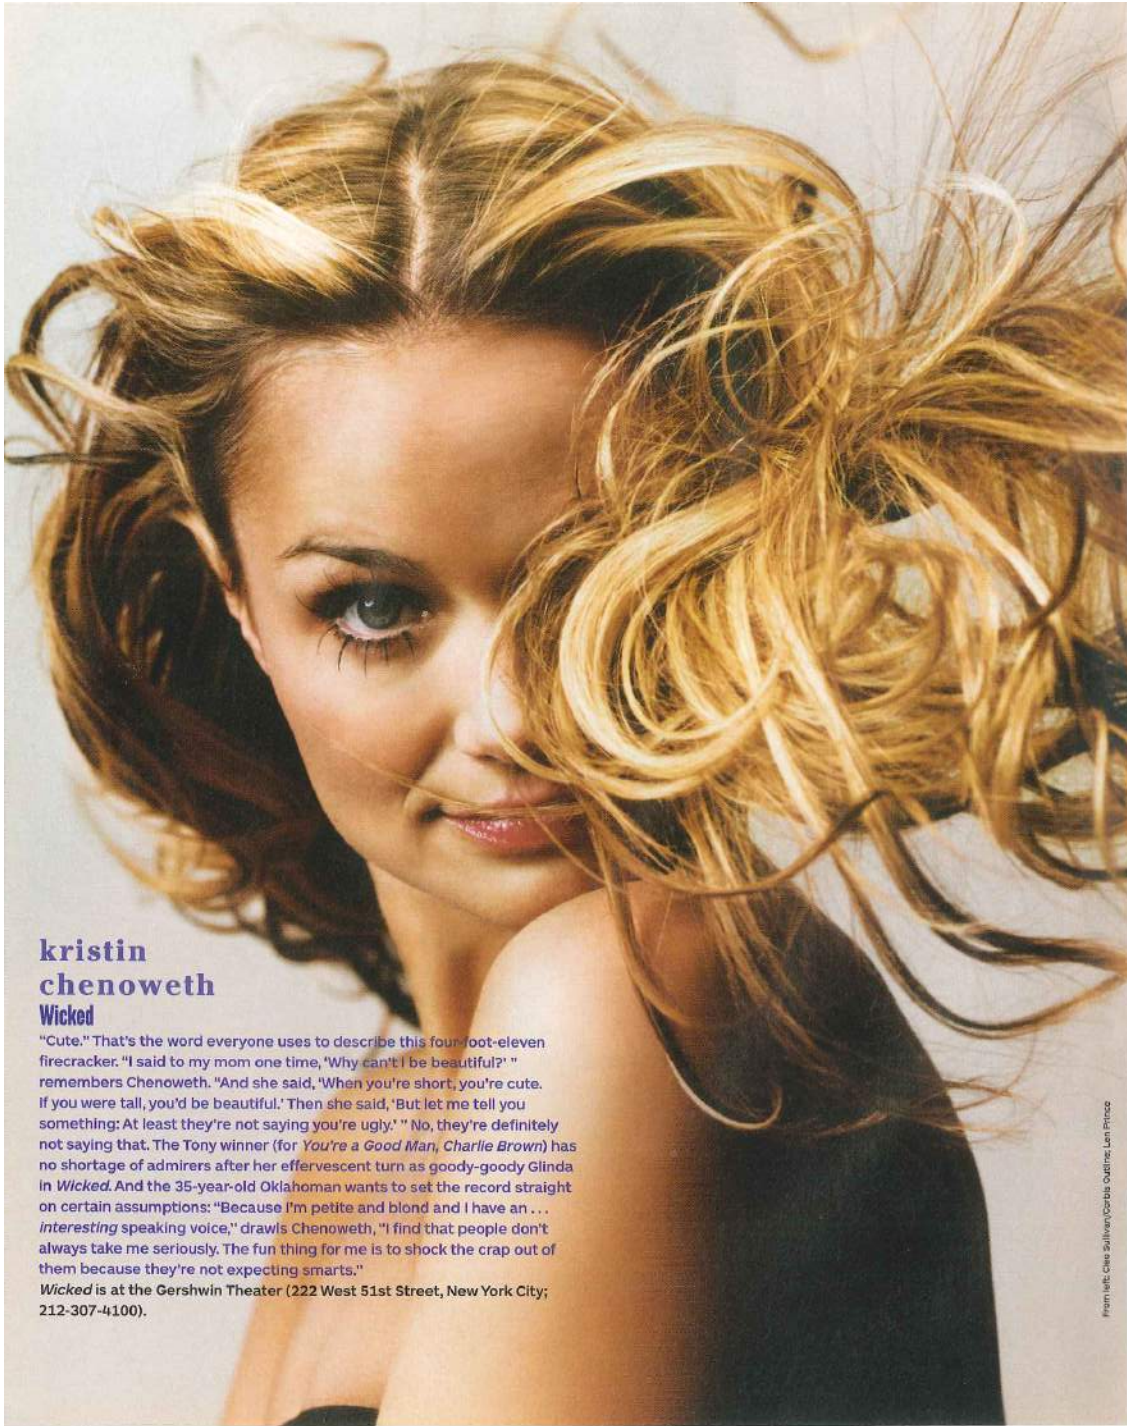 kristin
chenoweth
Wicked
"Cute." That's the word everyone uses to describe this four-foot-eleven
firecracker. "I said to my mom one time, 'Why can't I be beautiful?' "
remembers Chenoweth. "And she said, 'When you're short, you're cute.
If you were tall, you'd be beautiful.' Then she said, 'But let me tell you
something: At least they're not saying you're ugly.' " No, they're definitely
not saying that. The Tony winner (for You're a Good Man, Charlie Brown) has
no shortage of admirers after her effervescent turn as goody-goody Glinda
in Wicked. And the 35-year-old Oklahoman wants to set the record straight
on certain assumptions: "Because I'm petite and blond and I have an . . .
interesting speaking voice," drawls Chenoweth, "I find that people don't
always take me seriously. The fun thing for me is to shock the crap out of
them because they're not expecting smarts."
Wicked is at the Gershwin Theater (222 West 51st Street, New York City;
212-307-4100).
From left: Cleo Sullivan/Corbis Outline; Len Prince